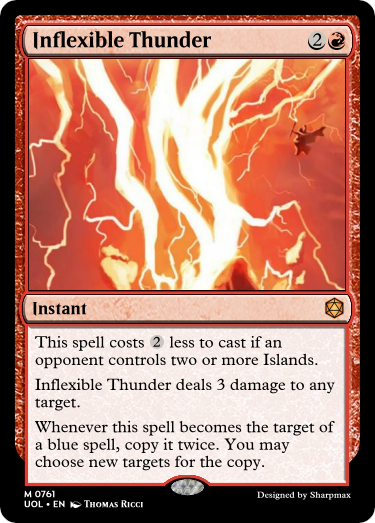 Inflexible Thunder 2
Instant
This spell costs 2 less to cast if an
opponent controls two or more Islands.
Inflexible Thunder deals 3 damage to any
target.
Whenever this spell becomes the target of
a blue spell, copy it twice. You may
choose new targets for the copy.
M 0761
UOL • EN Thomas Ricci
Designed by Sharpmax